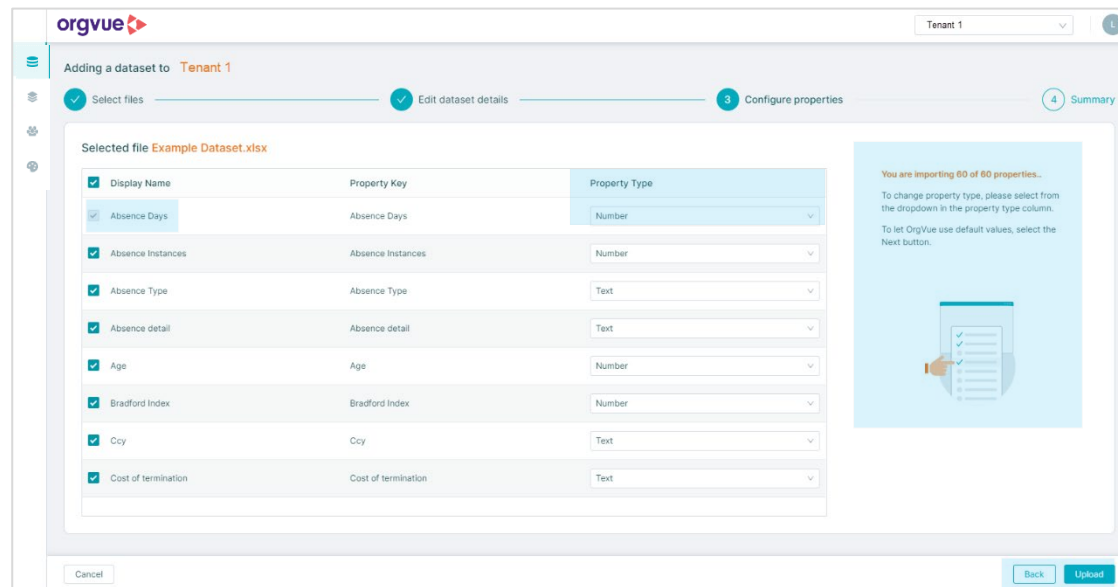 orgvue
Tenant 1
L
Adding a dataset to Tenant 1
Select files
Edit dataset details
3 Configure properties
4 Summary
Selected file Example Dataset.xlsx
Display Name Property Key Property Type
Absence Days Absence Days Number
Absence Instances Absence Instances Number
Absence Type Absence Type Text
Absence detail Absence detail Text
Age Age Number
Bradford Index Bradford Index Number
Ccy Ccy Text
Cost of termination Cost of termination Text
You are importing 60 of 60 properties..
To change property type, please select from
the dropdown in the property type column.
To let OrgVue use default values, select the
Next button.
Cancel
Back
Upload